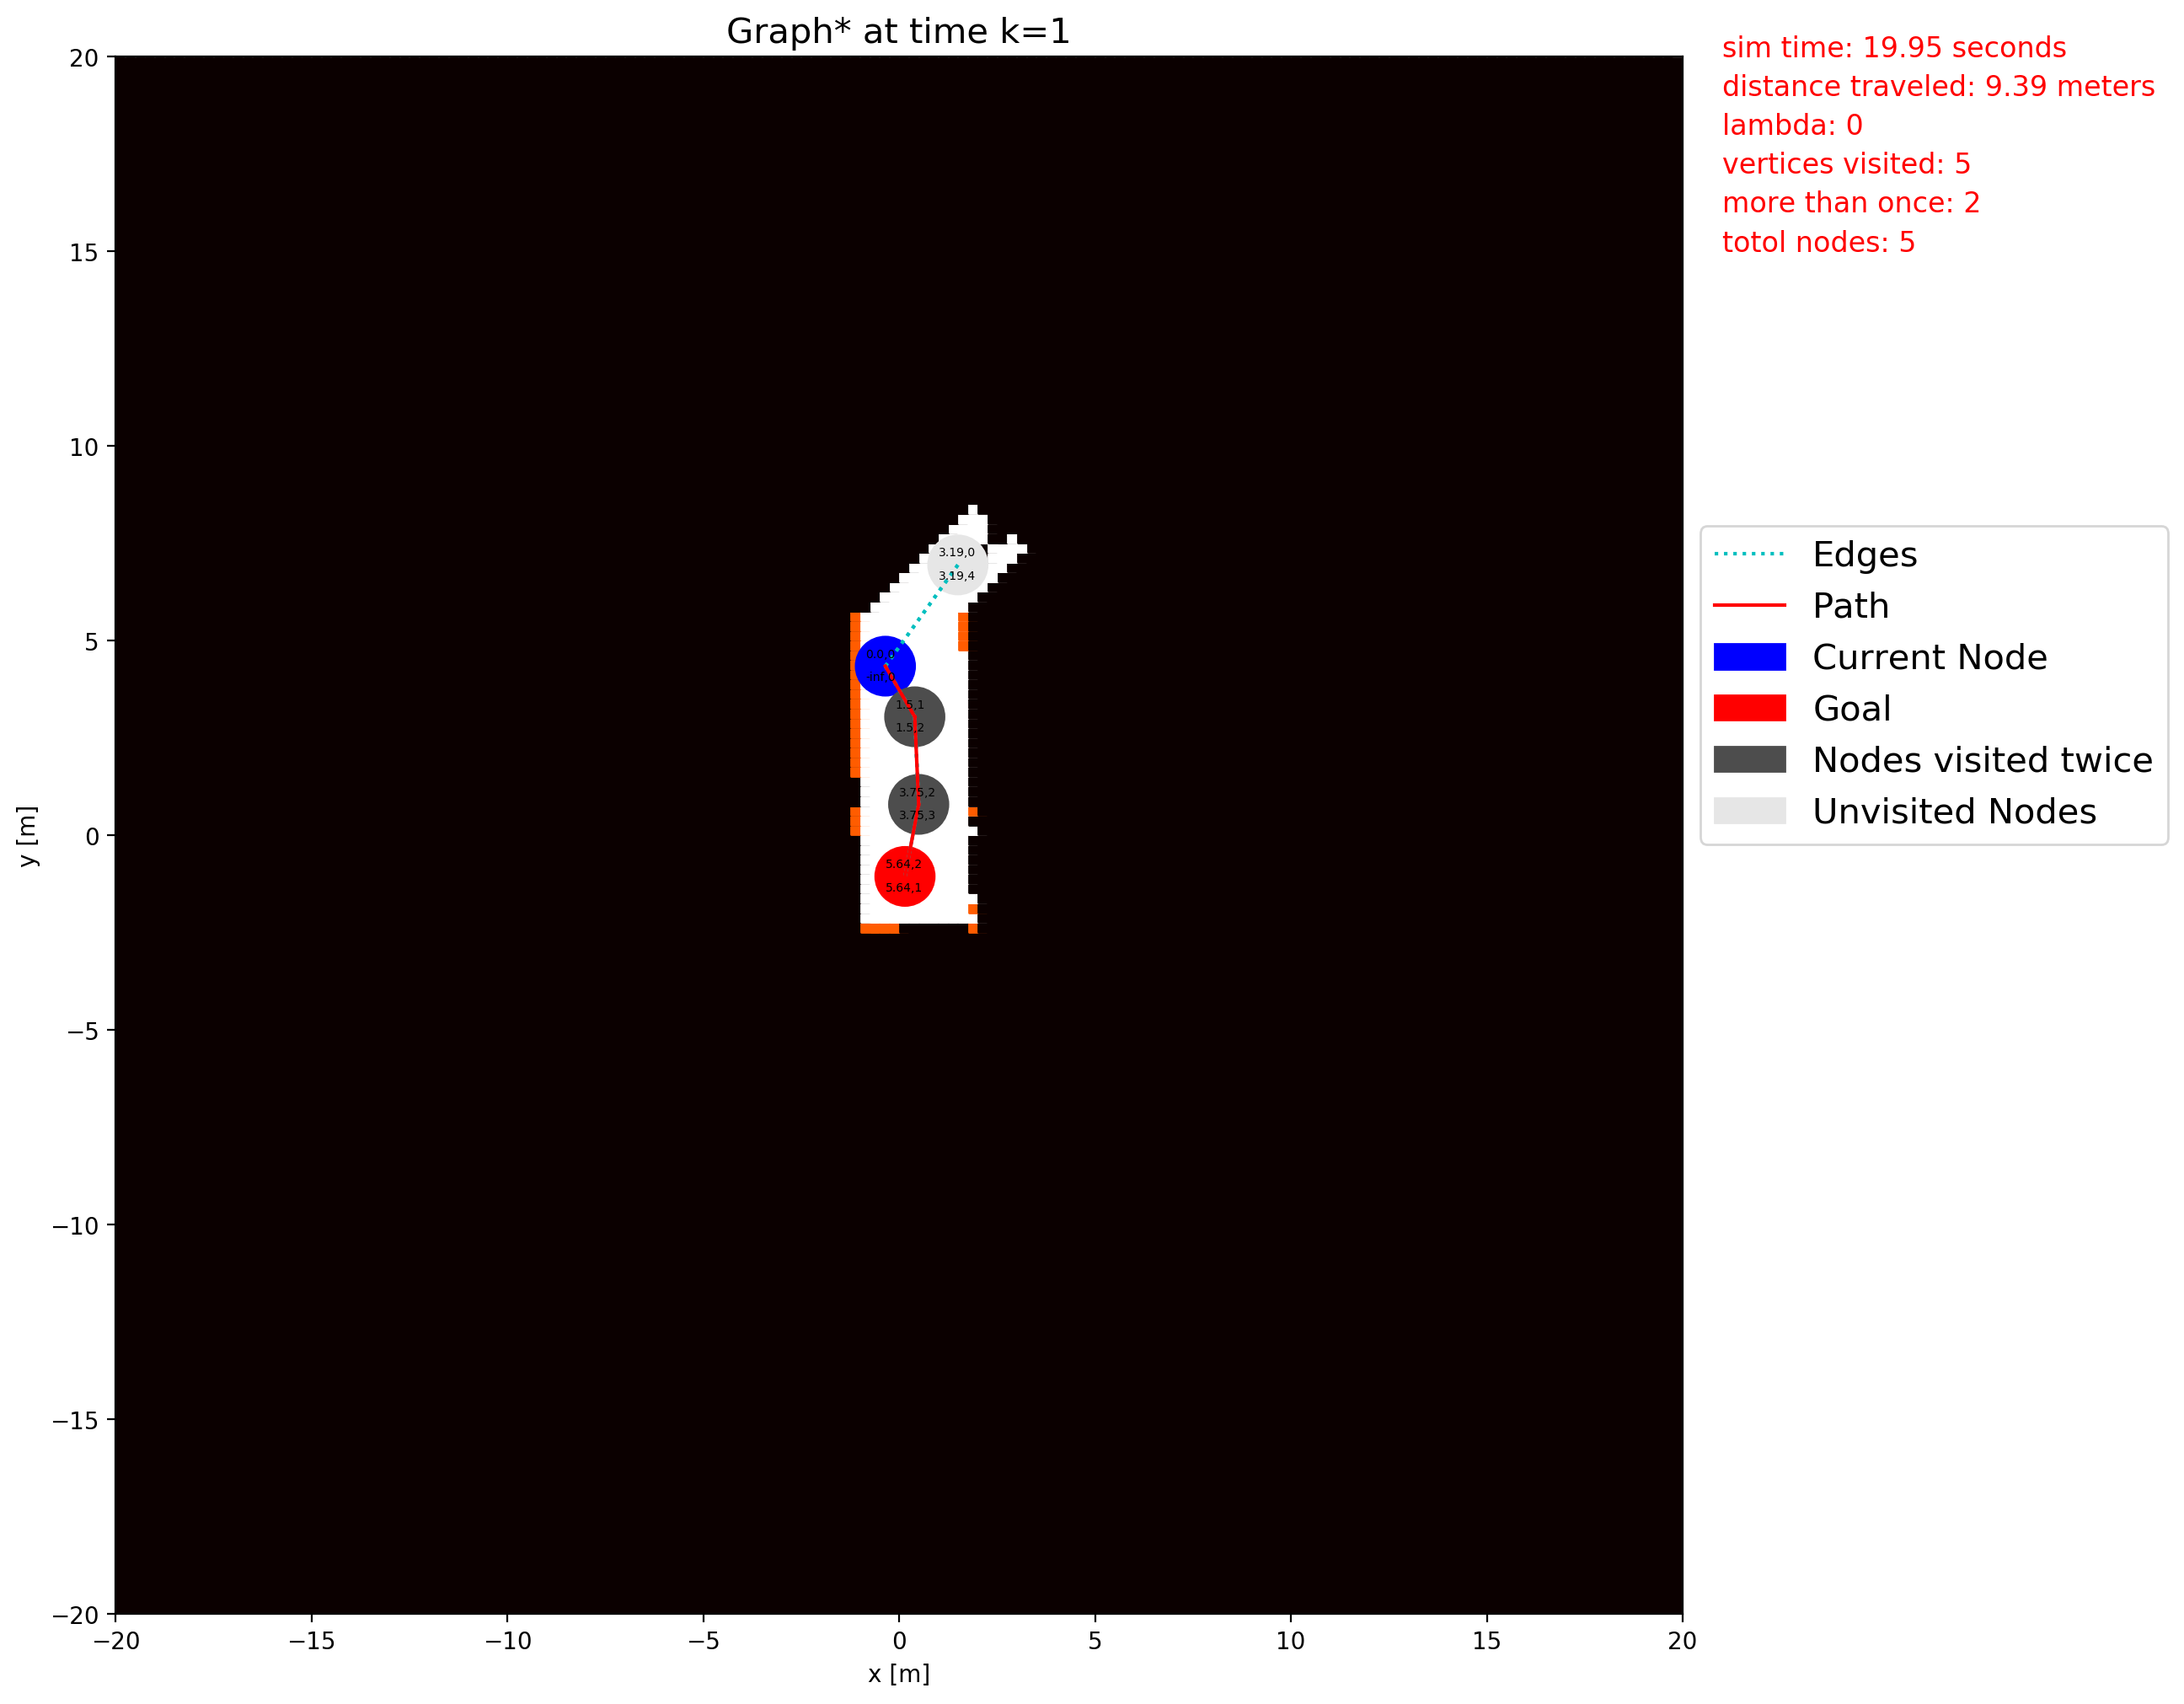 Graph* at time k=1
sim time: 19.95 seconds
distance traveled: 9.39 meters
lambda: 0
vertices visited: 5
more than once: 2
totol nodes: 5
20
15
10
5
0
−5
−10
−15
−20
y [m]
−20 −15 −10 −5 0 5 10 15 20
x [m]
3.19,0
3.19,4
1.5,1
1.5,2
3.75,2
3.75,3
5.64,2
5.64,1
Edges
Path
Current Node
Goal
Nodes visited twice
Unvisited Nodes